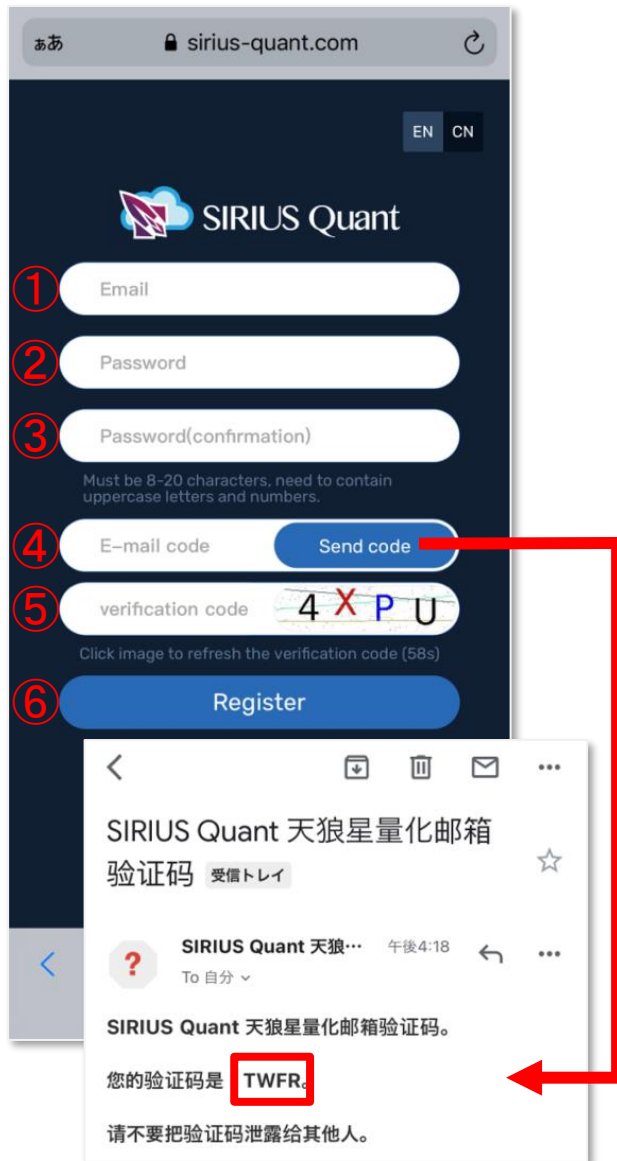 ぁあ sirius-quant.com
EN CN
SIRIUS Quant
① Email
② Password
③ Password(confirmation)
Must be 8-20 characters, need to contain
uppercase letters and numbers.
④ E-mail code Send code
⑤ verification code 4 X P U
Click image to refresh the verification code (58s)
⑥ Register
SIRIUS Quant 天狼星量化邮箱
验证码 受信トレイ
? SIRIUS Quant 天狼… 午後4:18
To 自分
SIRIUS Quant 天狼星量化邮箱验证码。
您的验证码是 TWFR。
请不要把验证码泄露给其他人。